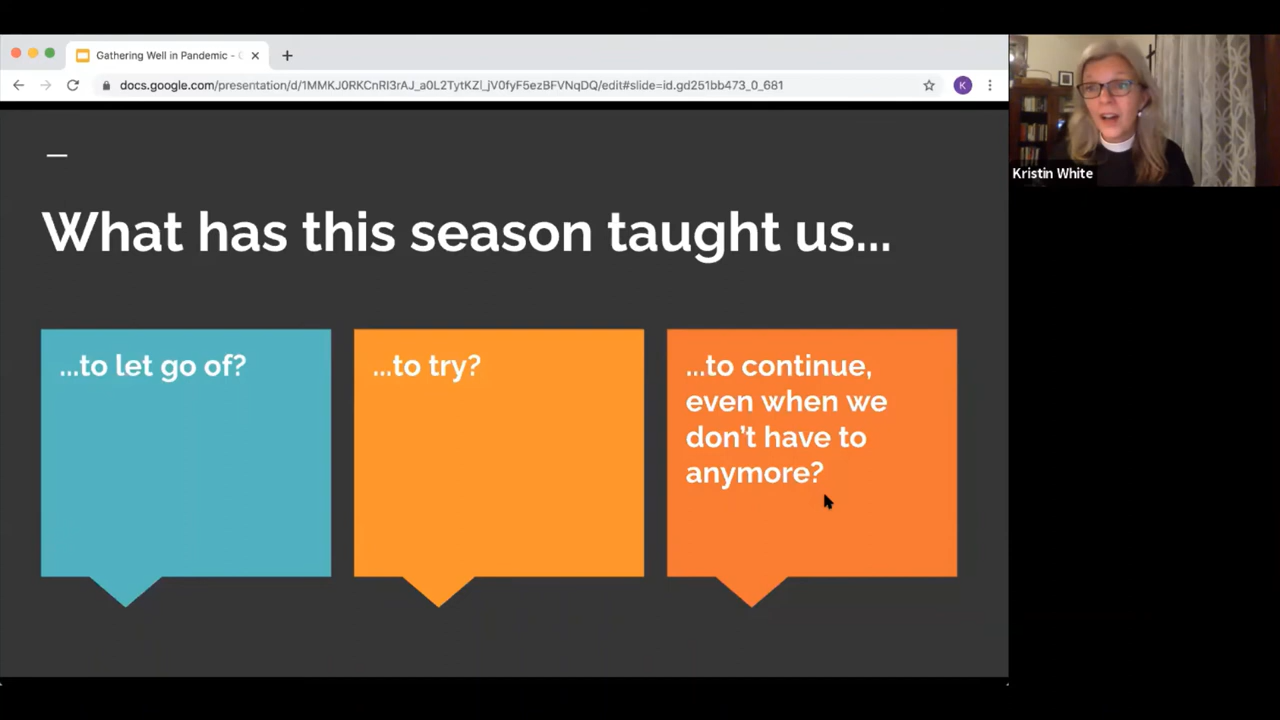 Gathering Well in Pandemic - G
docs.google.com/presentation/d/1MMKJ0RKCnRI3rAJ_a0L2TytKZl_jV0fyF5ezBFVNqDQ/edit#slide=id.gd251bb473_0_681
K
Kristin White
What has this season taught us...
...to let go of?
...to try?
...to continue,
even when we
don't have to
anymore?